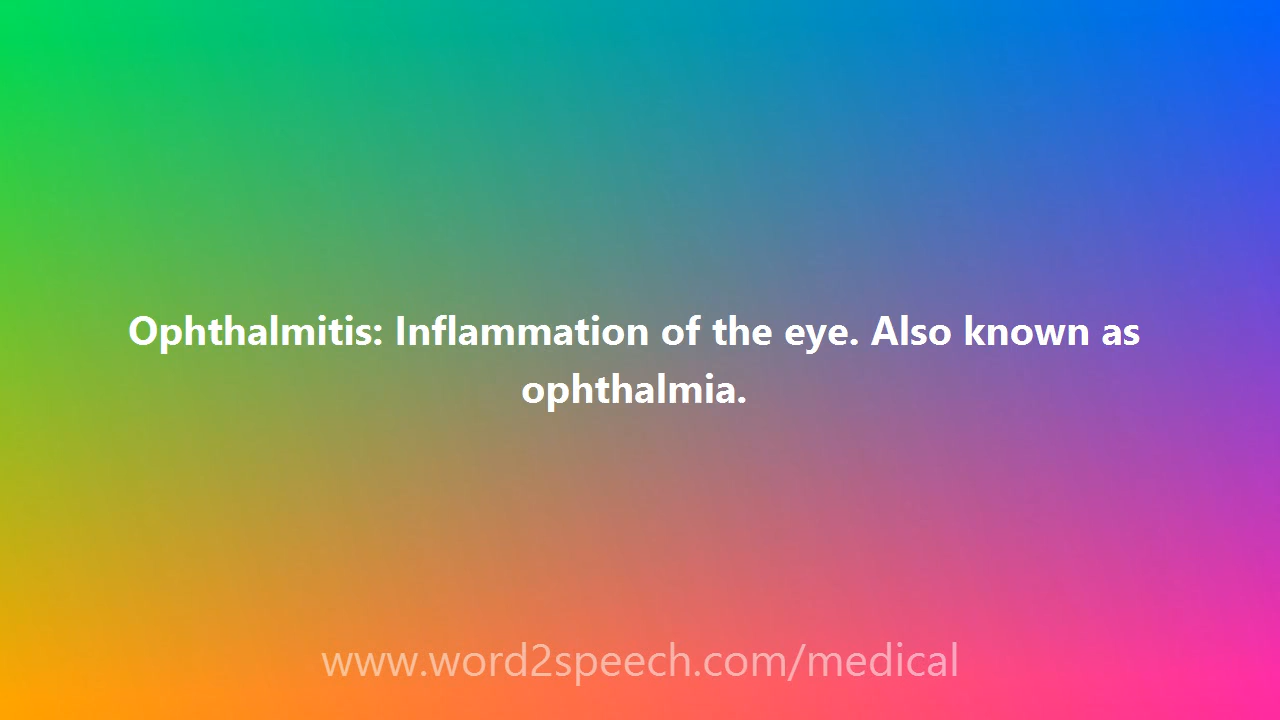 Ophthalmitis: Inflammation of the eye. Also known as
ophthalmia.
www.word2speech.com/medical